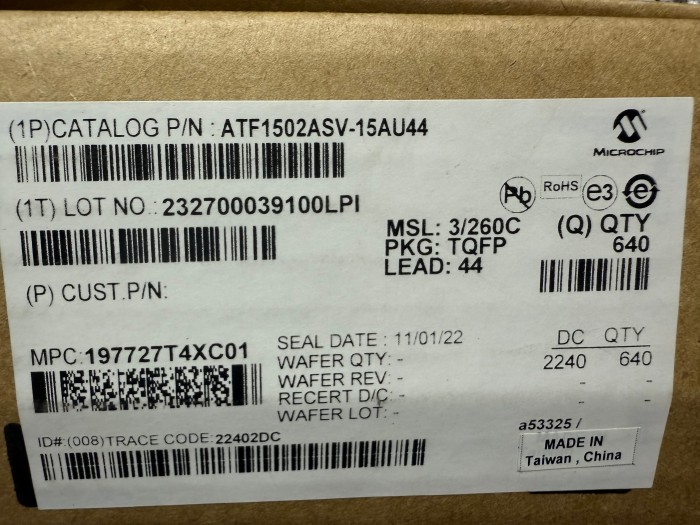 (1P)CATALOG P/N : ATF1502ASV-15AU44
MICROCHIP
(1T) LOT NO.: 232700039100LPI
Pb RoHS e3 e
MSL: 3/260C
PKG: TQFP
LEAD: 44
(Q) QTY
640
(P) CUST.P/N:
MPC:197727T4XC01
SEAL DATE : 11/01/22
WAFER QTY: -
WAFER REV: -
RECERT D/C: -
WAFER LOT: -
DC QTY
2240 640
- -
- -
ID#:(008)TRACE CODE:22402DC
a53325 /
MADE IN
Taiwan , China